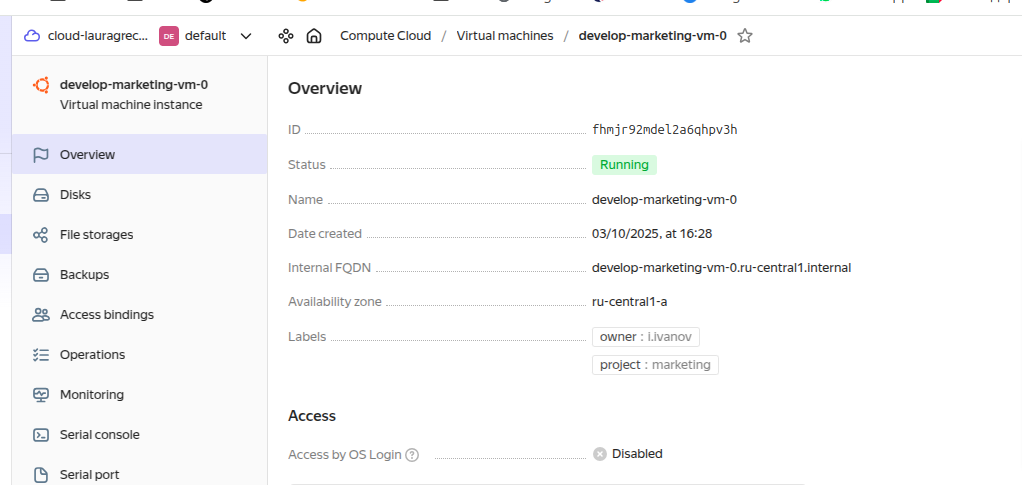 cloud-lauragrec... DE default Compute Cloud / Virtual machines / develop-marketing-vm-0
develop-marketing-vm-0
Virtual machine instance
Overview
Disks
File storages
Backups
Access bindings
Operations
Monitoring
Serial console
Serial port
Overview
ID fhmjr92mdel2a6qhpv3h
Status Running
Name develop-marketing-vm-0
Date created 03/10/2025, at 16:28
Internal FQDN develop-marketing-vm-0.ru-central1.internal
Availability zone ru-central1-a
Labels owner : i.ivanov
project : marketing
Access
Access by OS Login ? Disabled